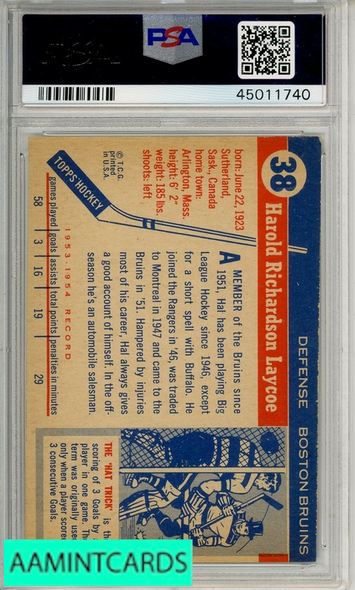 PSA
45011740
38
Harold Richardson Laycoe
DEFENSE BOSTON BRUINS
born: June 22, 1923
Sutherland,
Sask., Canada
home town:
Arlington, Mass.
height: 6' 2"
weight: 185 lbs.
shoots: left
A MEMBER of the Bruins since
1951, Hal has been playing Big
League Hockey since 1946, except
for a short spell with Buffalo. He
joined the Rangers in '46, was traded
to Montreal in 1947 and came to the
Bruins in '51. Hampered by injuries
most of his career, Hal always gives
a good account of himself. In the off-
season he's an automobile salesman.
TOPPS HOCKEY
© T.C.G.
printed
in U.S.A.
1953-1954 RECORD
games played goals assists total points penalties in minutes
58 3 16 19 29
THE 'HAT TRICK' is the
scoring of 3 Goals by
player in one game. The
term was originally used
only when a player scored
3 consecutive Goals.
AAMINTCARDS